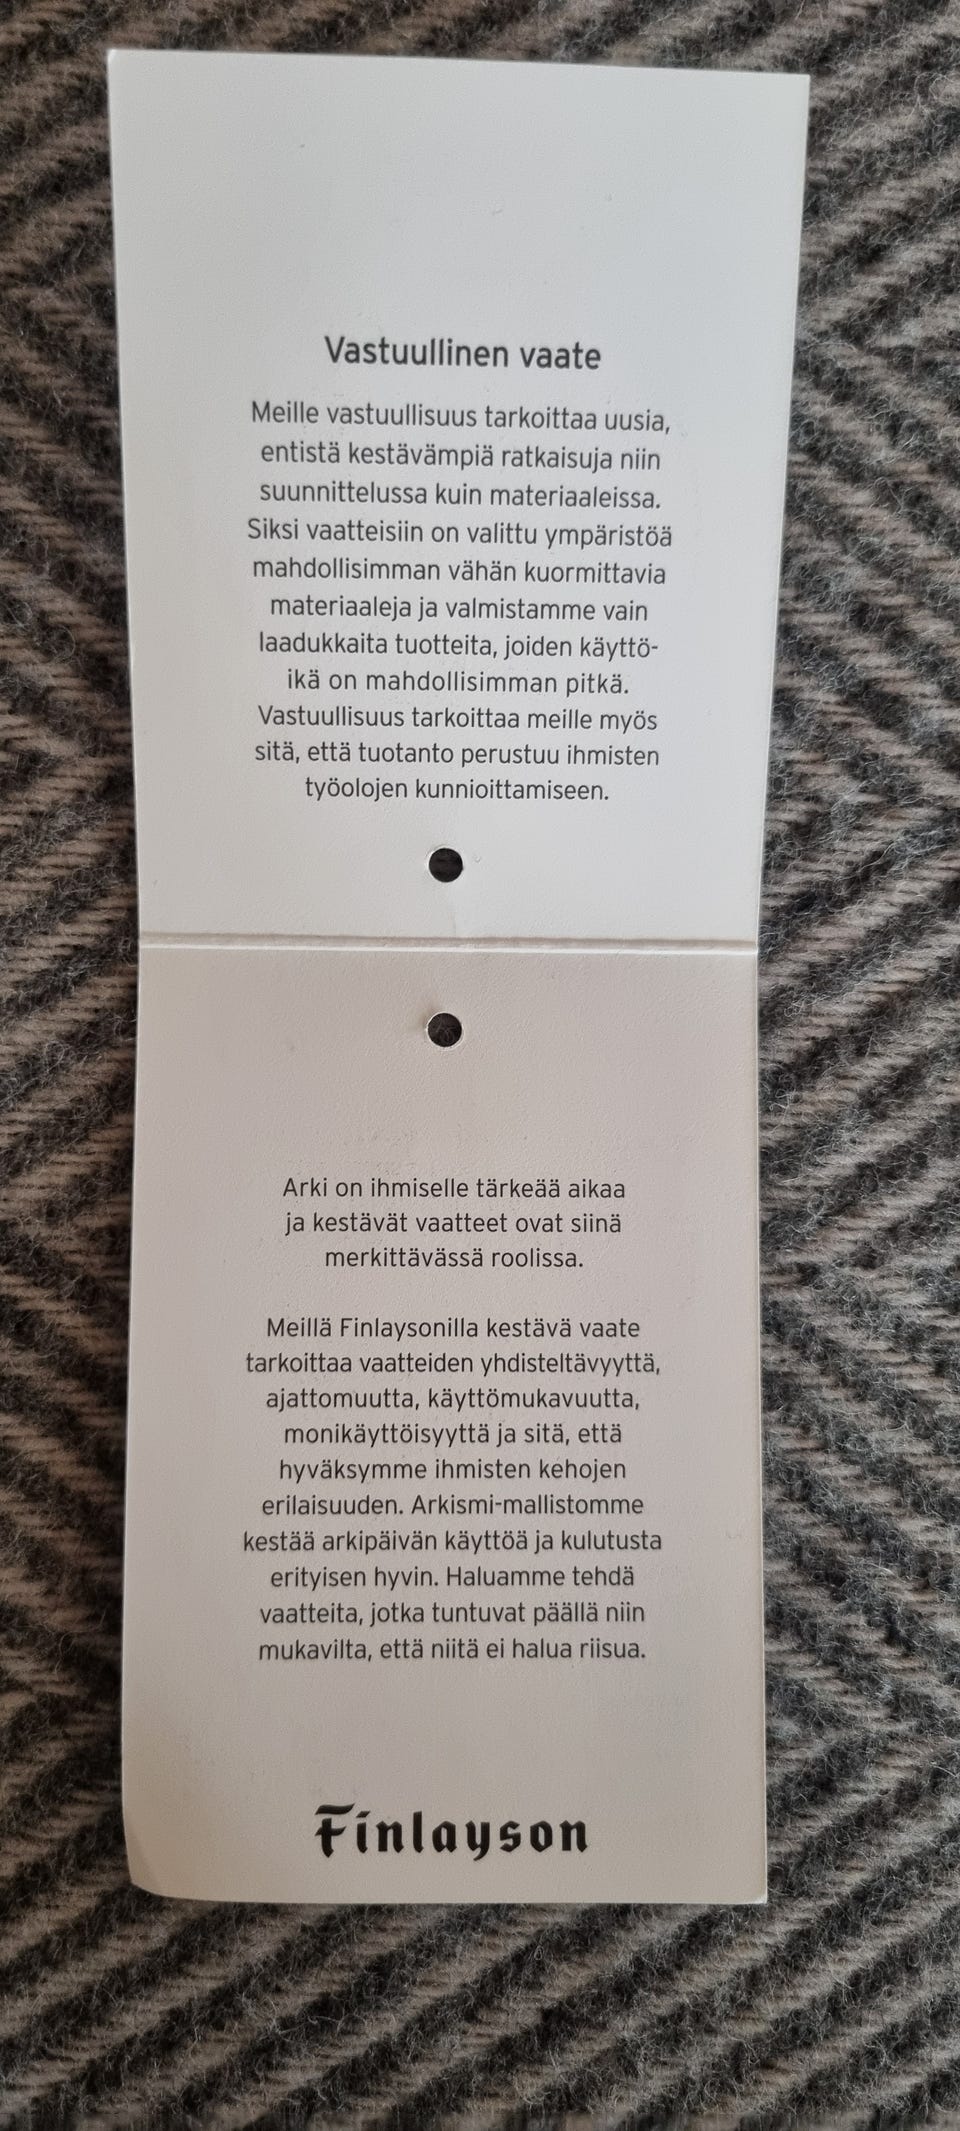 Vastuullinen vaate
Meille vastuullisuus tarkoittaa uusia,
entistä kestävämpiä ratkaisuja niin
suunnittelussa kuin materiaaleissa.
Siksi vaatteisiin on valittu ympäristöä
mahdollisimman vähän kuormittavia
materiaaleja ja valmistamme vain
laadukkaita tuotteita, joiden käyttö-
ikä on mahdollisimman pitkä.
Vastuullisuus tarkoittaa meille myös
sitä, että tuotanto perustuu ihmisten
työolojen kunnioittamiseen.
Arki on ihmiselle tärkeää aikaa
ja kestävät vaatteet ovat siinä
merkittävässä roolissa.
Meillä Finlaysonilla kestävä vaate
tarkoittaa vaatteiden yhdisteltävyyttä,
ajattomuutta, käyttömukavuutta,
monikäyttöisyyttä ja sitä, että
hyväksymme ihmisten kehojen
erilaisuuden. Arkismi-mallistomme
kestää arkipäivän käyttöä ja kulutusta
erityisen hyvin. Haluamme tehdä
vaatteita, jotka tuntuvat päällä niin
mukavilta, että niitä ei halua riisua.
Finlayson